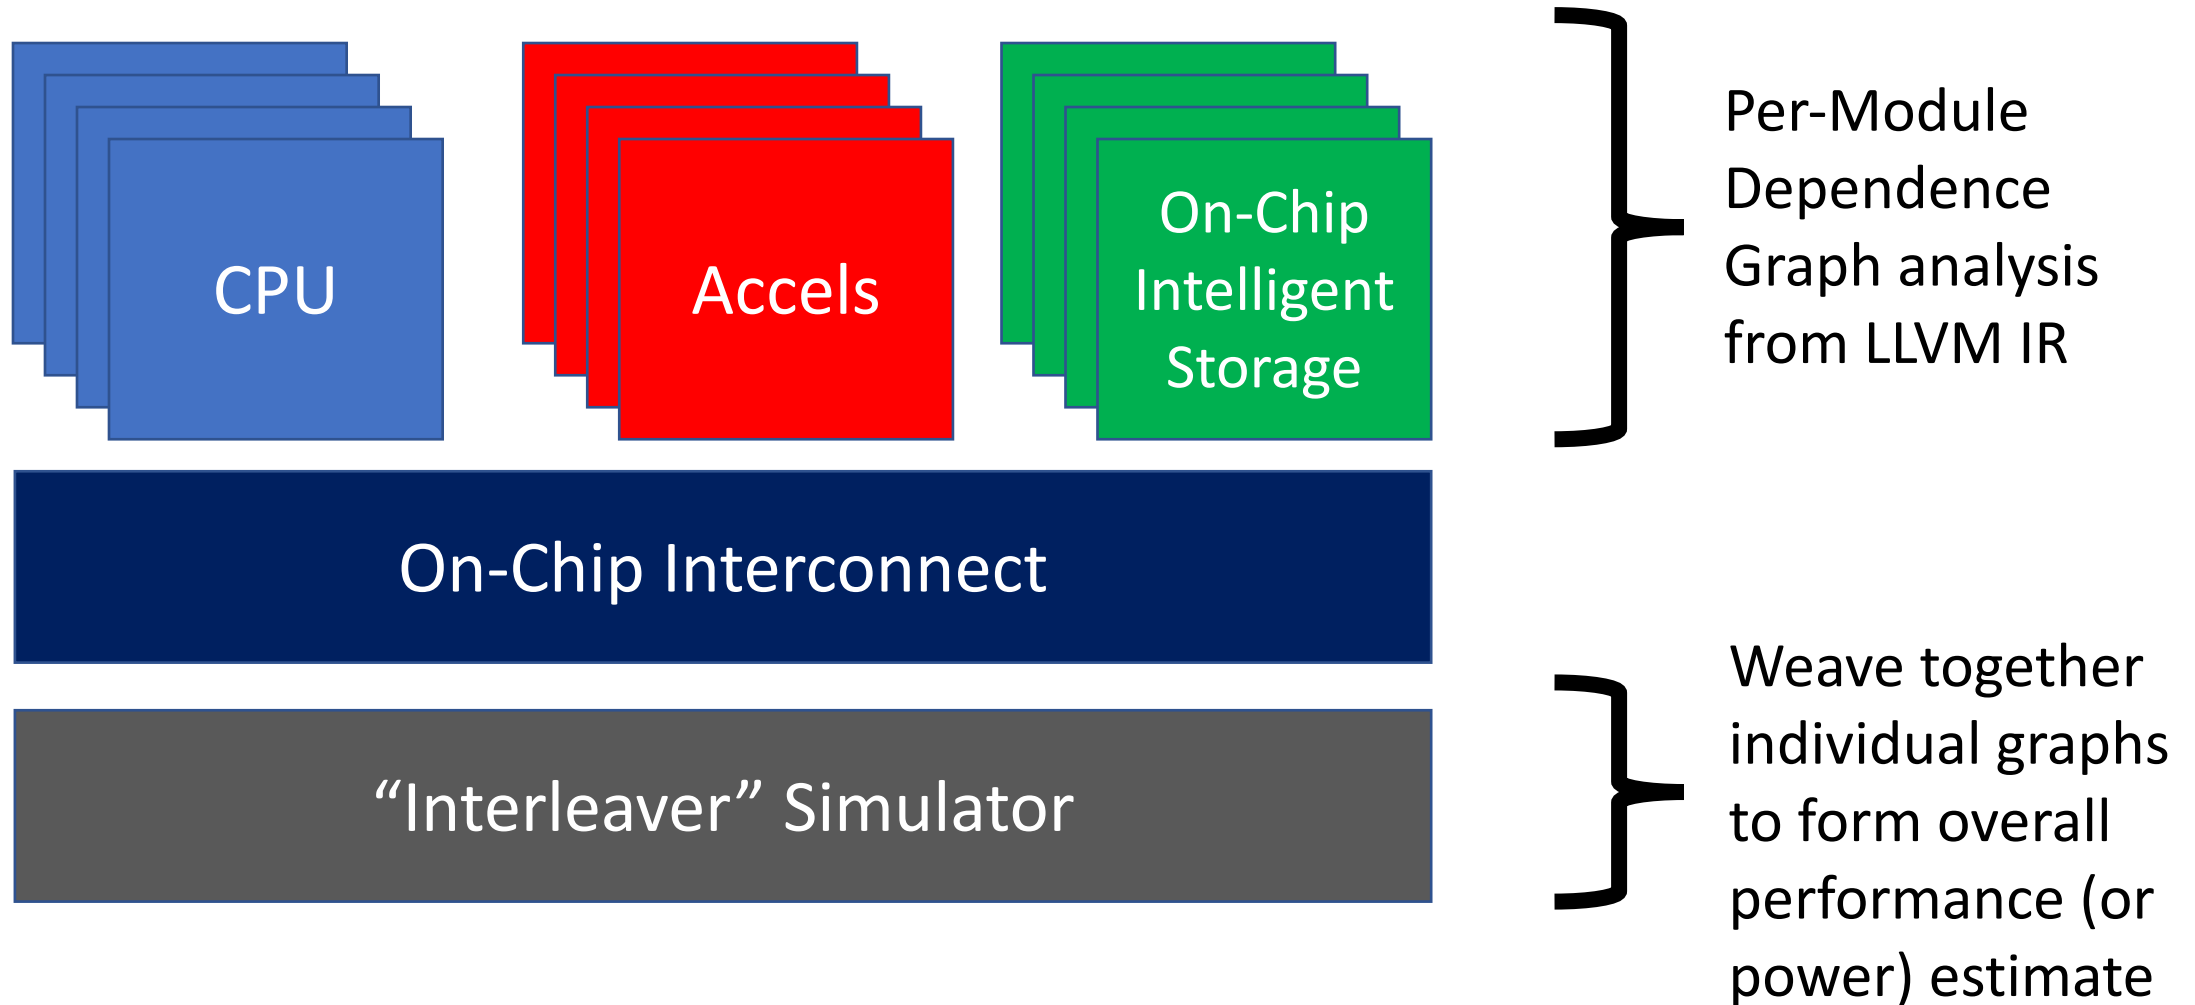 CPU
Accels
On-Chip
Intelligent
Storage
Per-Module
Dependence
Graph analysis
from LLVM IR
On-Chip Interconnect
“Interleaver” Simulator
Weave together
individual graphs
to form overall
performance (or
power) estimate